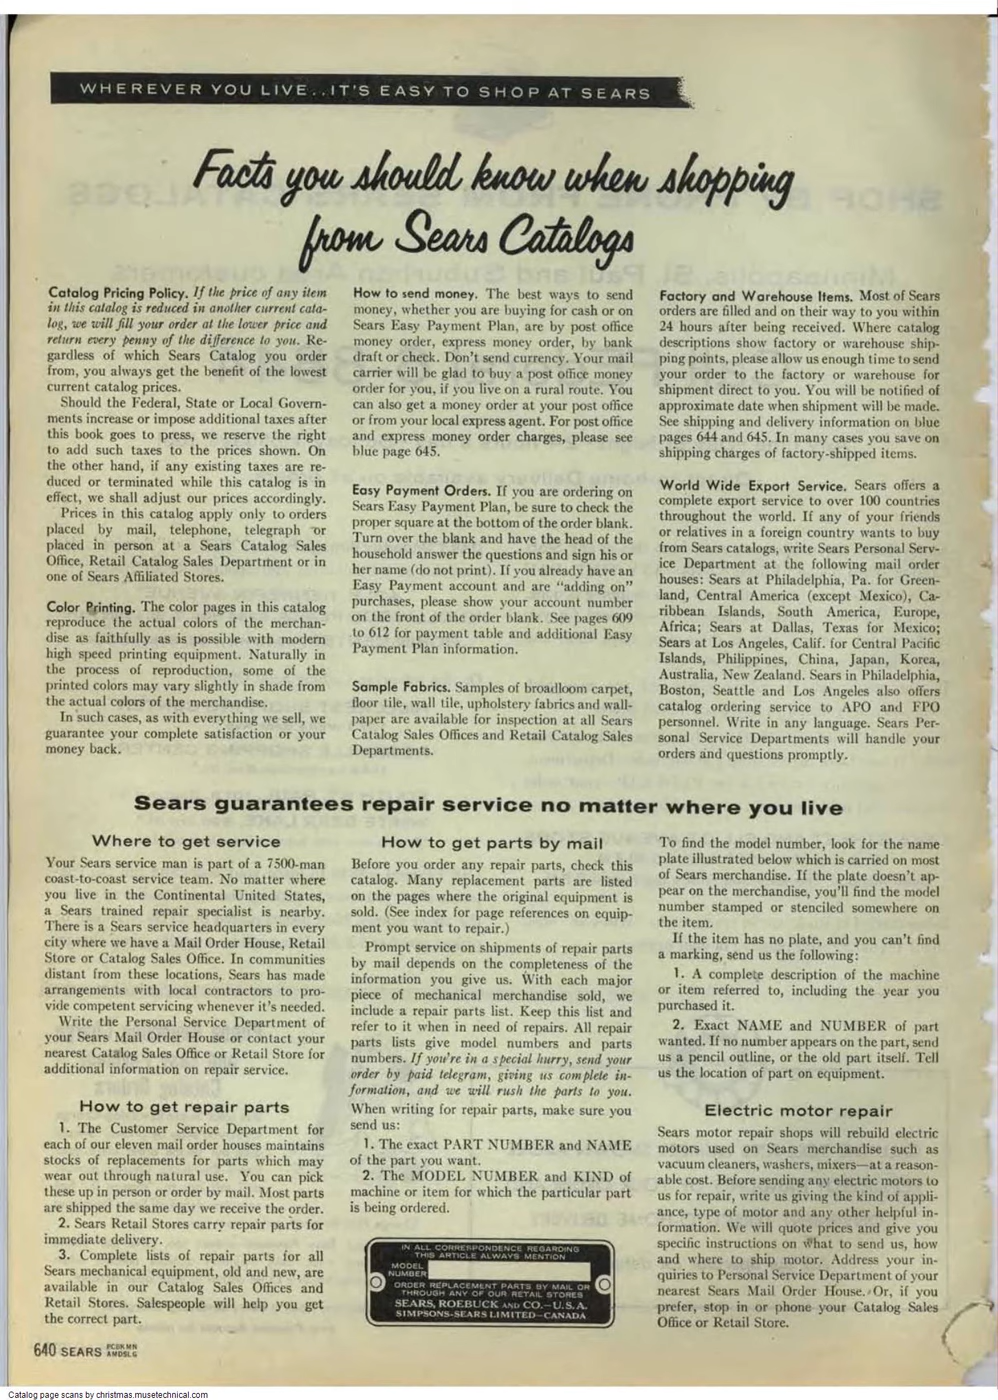 WHEREVER YOU LIVE..IT'S EASY TO SHOP AT SEARS
Facts you should know when shopping
from Sears Catalogs
Catalog Pricing Policy. If the price of any item
in this catalog is reduced in another current cata-
log, we will fill your order at the lower price and
return every penny of the difference to you. Re-
gardless of which Sears Catalog you order
from, you always get the benefit of the lowest
current catalog prices.
Should the Federal, State or Local Govern-
ments increase or impose additional taxes after
this book goes to press, we reserve the right
to add such taxes to the prices shown. On
the other hand, if any existing taxes are re-
duced or terminated while this catalog is in
effect, we shall adjust our prices accordingly.
Prices in this catalog apply only to orders
placed by mail, telephone, telegraph or
placed in person at a Sears Catalog Sales
Office, Retail Catalog Sales Department or in
one of Sears Affiliated Stores.
Color Printing. The color pages in this catalog
reproduce the actual colors of the merchan-
dise as faithfully as is possible with modern
high speed printing equipment. Naturally in
the process of reproduction, some of the
printed colors may vary slightly in shade from
the actual colors of the merchandise.
In such cases, as with everything we sell, we
guarantee your complete satisfaction or your
money back.
How to send money. The best ways to send
money, whether you are buying for cash or on
Sears Easy Payment Plan, are by post office
money order, express money order, by bank
draft or check. Don't send currency. Your mail
carrier will be glad to buy a post office money
order for you, if you live on a rural route. You
can also get a money order at your post office
or from your local express agent. For post office
and express money order charges, please see
blue page 645.
Easy Payment Orders. If you are ordering on
Sears Easy Payment Plan, be sure to check the
proper square at the bottom of the order blank.
Turn over the blank and have the head of the
household answer the questions and sign his or
her name (do not print). If you already have an
Easy Payment account and are "adding on"
purchases, please show your account number
on the front of the order blank. See pages 609
to 612 for payment table and additional Easy
Payment Plan information.
Sample Fabrics. Samples of broadloom carpet,
floor tile, wall tile, upholstery fabrics and wall-
paper are available for inspection at all Sears
Catalog Sales Offices and Retail Catalog Sales
Departments.
Factory and Warehouse Items. Most of Sears
orders are filled and on their way to you within
24 hours after being received. Where catalog
descriptions show factory or warehouse ship-
ping points, please allow us enough time to send
your order to the factory or warehouse for
shipment direct to you. You will be notified of
approximate date when shipment will be made.
See shipping and delivery information on blue
pages 644 and 645. In many cases you save on
shipping charges of factory-shipped items.
World Wide Export Service. Sears offers a
complete export service to over 100 countries
throughout the world. If any of your friends
or relatives in a foreign country wants to buy
from Sears catalogs, write Sears Personal Serv-
ice Department at the following mail order
houses: Sears at Philadelphia, Pa. for Green-
land, Central America (except Mexico), Ca-
ribbean Islands, South America, Europe,
Africa; Sears at Dallas, Texas for Mexico;
Sears at Los Angeles, Calif. for Central Pacific
Islands, Philippines, China, Japan, Korea,
Australia, New Zealand. Sears in Philadelphia,
Boston, Seattle and Los Angeles also offers
catalog ordering service to APO and FPO
personnel. Write in any language. Sears Per-
sonal Service Departments will handle your
orders and questions promptly.
Sears guarantees repair service no matter where you live
Where to get service
Your Sears service man is part of a 7500-man
coast-to-coast service team. No matter where
you live in the Continental United States,
a Sears trained repair specialist is nearby.
There is a Sears service headquarters in every
city where we have a Mail Order House, Retail
Store or Catalog Sales Office. In communities
distant from these locations, Sears has made
arrangements with local contractors to pro-
vide competent servicing whenever it's needed.
Write the Personal Service Department of
your Sears Mail Order House or contact your
nearest Catalog Sales Office or Retail Store for
additional information on repair service.
How to get repair parts
1. The Customer Service Department for
each of our eleven mail order houses maintains
stocks of replacements for parts which may
wear out through natural use. You can pick
these up in person or order by mail. Most parts
are shipped the same day we receive the order.
2. Sears Retail Stores carry repair parts for
immediate delivery.
3. Complete lists of repair parts for all
Sears mechanical equipment, old and new, are
available in our Catalog Sales Offices and
Retail Stores. Salespeople will help you get
the correct part.
How to get parts by mail
Before you order any repair parts, check this
catalog. Many replacement parts are listed
on the pages where the original equipment is
sold. (See index for page references on equip-
ment you want to repair.)
Prompt service on shipments of repair parts
by mail depends on the completeness of the
information you give us. With each major
piece of mechanical merchandise sold, we
include a repair parts list. Keep this list and
refer to it when in need of repairs. All repair
parts lists give model numbers and parts
numbers. If you're in a special hurry, send your
order by paid telegram, giving us complete in-
formation, and we will rush the parts to you.
When writing for repair parts, make sure you
send us:
1. The exact PART NUMBER and NAME
of the part you want.
2. The MODEL NUMBER and KIND of
machine or item for which the particular part
is being ordered.
IN ALL CORRESPONDENCE REGARDING
THIS ARTICLE ALWAYS MENTION
MODEL
NUMBER
ORDER REPLACEMENT PARTS BY MAIL OR
THROUGH ANY OF OUR RETAIL STORES
SEARS, ROEBUCK AND CO.–U.S.A.
SIMPSONS-SEARS LIMITED–CANADA
To find the model number, look for the name
plate illustrated below which is carried on most
of Sears merchandise. If the plate doesn't ap-
pear on the merchandise, you'll find the model
number stamped or stenciled somewhere on
the item.
If the item has no plate, and you can't find
a marking, send us the following:
1. A complete description of the machine
or item referred to, including the year you
purchased it.
2. Exact NAME and NUMBER of part
wanted. If no number appears on the part, send
us a pencil outline, or the old part itself. Tell
us the location of part on equipment.
Electric motor repair
Sears motor repair shops will rebuild electric
motors used on Sears merchandise such as
vacuum cleaners, washers, mixers—at a reason-
able cost. Before sending any electric motors to
us for repair, write us giving the kind of appli-
ance, type of motor and any other helpful in-
formation. We will quote prices and give you
specific instructions on what to send us, how
and where to ship motor. Address your in-
quiries to Personal Service Department of your
nearest Sears Mail Order House. Or, if you
prefer, stop in or phone your Catalog Sales
Office or Retail Store.
640 SEARS PCBKMN
AMDSLG
Catalog page scans by christmas.musetechnical.com